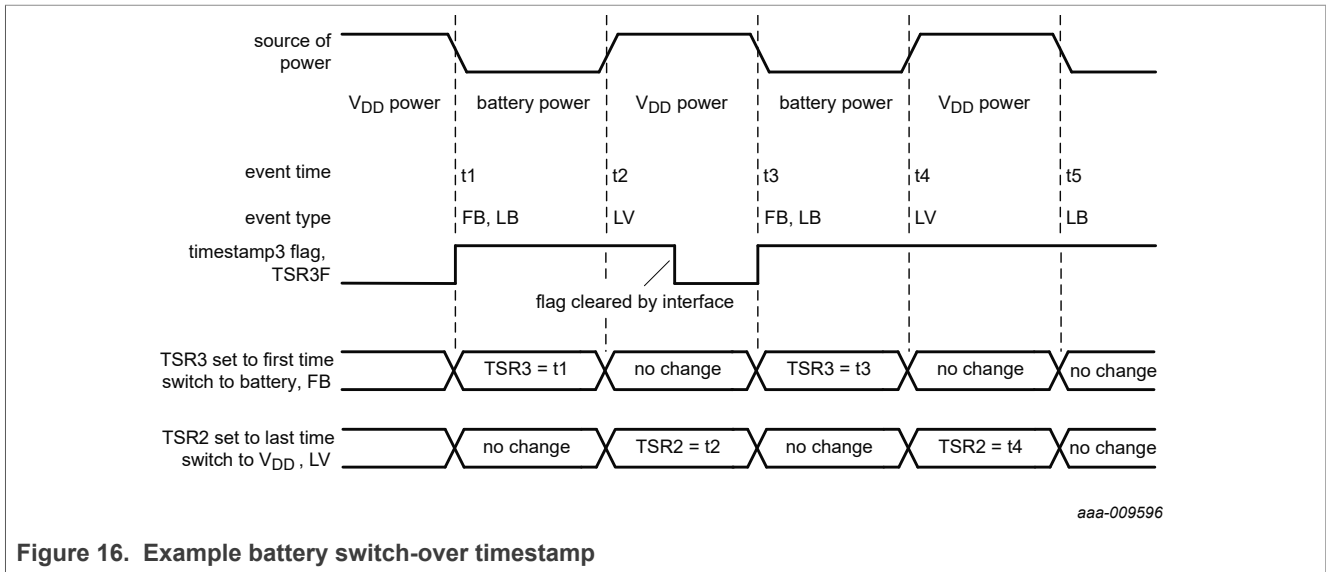 source of
power
V_DD power battery power V_DD power battery power V_DD power
event time t1 t2 t3 t4 t5
event type FB, LB LV FB, LB LV LB
timestamp3 flag,
TSR3F
flag cleared by interface
TSR3 set to first time
switch to battery, FB
TSR3 = t1 no change TSR3 = t3 no change no change
TSR2 set to last time
switch to V_DD , LV
no change TSR2 = t2 no change TSR2 = t4 no change
aaa-009596
Figure 16. Example battery switch-over timestamp